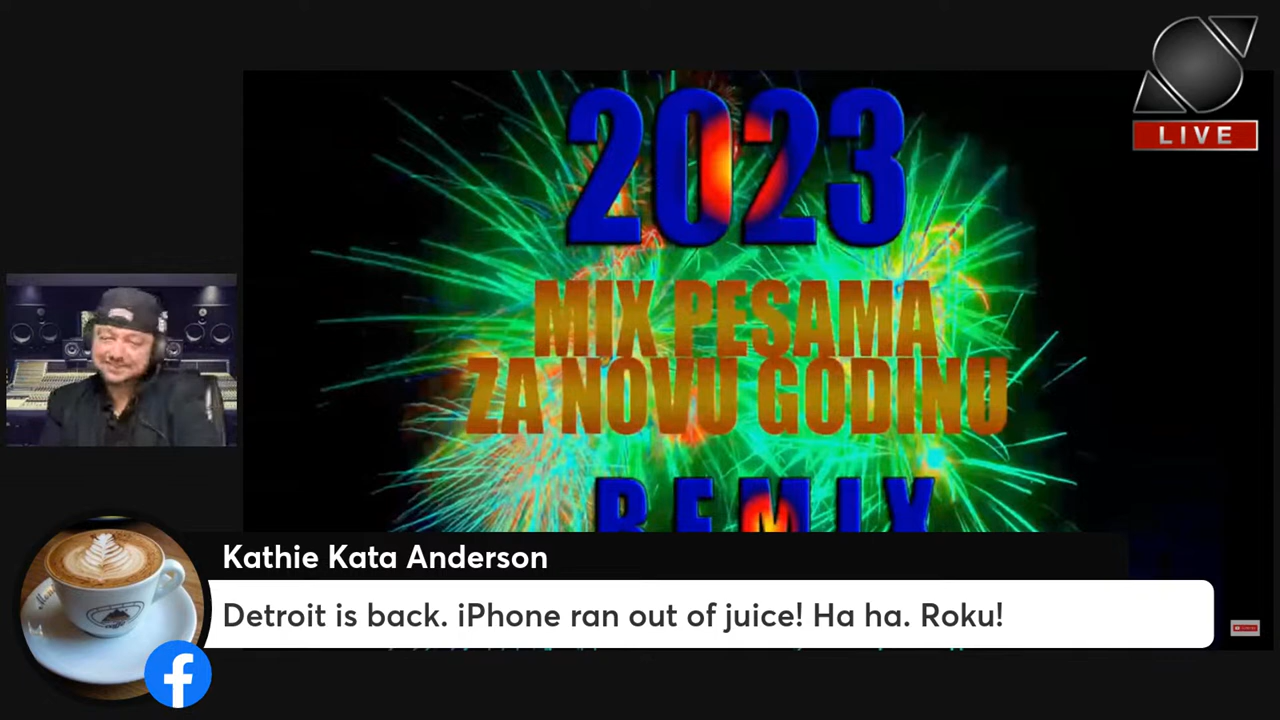 2023
LIVE
MIX PESAMA
ZA NOVU GODINU
REMIX
Kathie Kata Anderson
Detroit is back. iPhone ran out of juice! Ha ha. Roku!